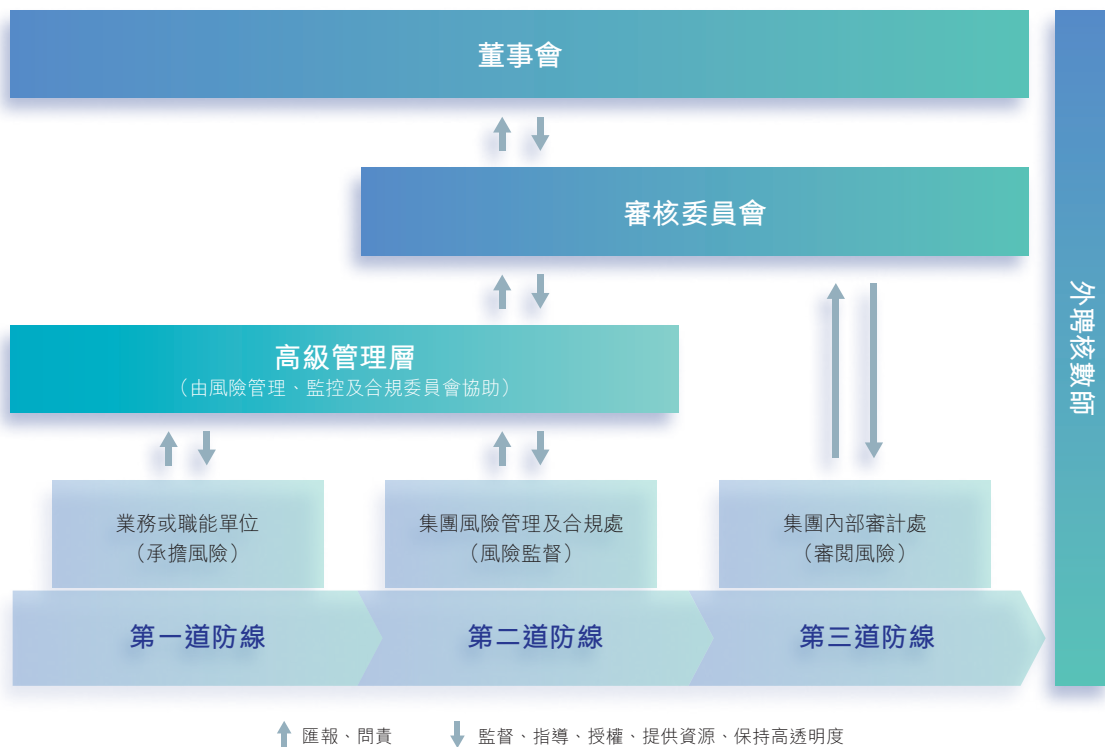 董事會
審核委員會
高級管理層
（由風險管理、監控及合規委員會協助）
外聘核數師
業務或職能單位
（承擔風險）
集團風險管理及合規處
（風險監督）
集團內部審計處
（審閱風險）
第一道防線
第二道防線
第三道防線
匯報、問責
監督、指導、授權、提供資源、保持高透明度